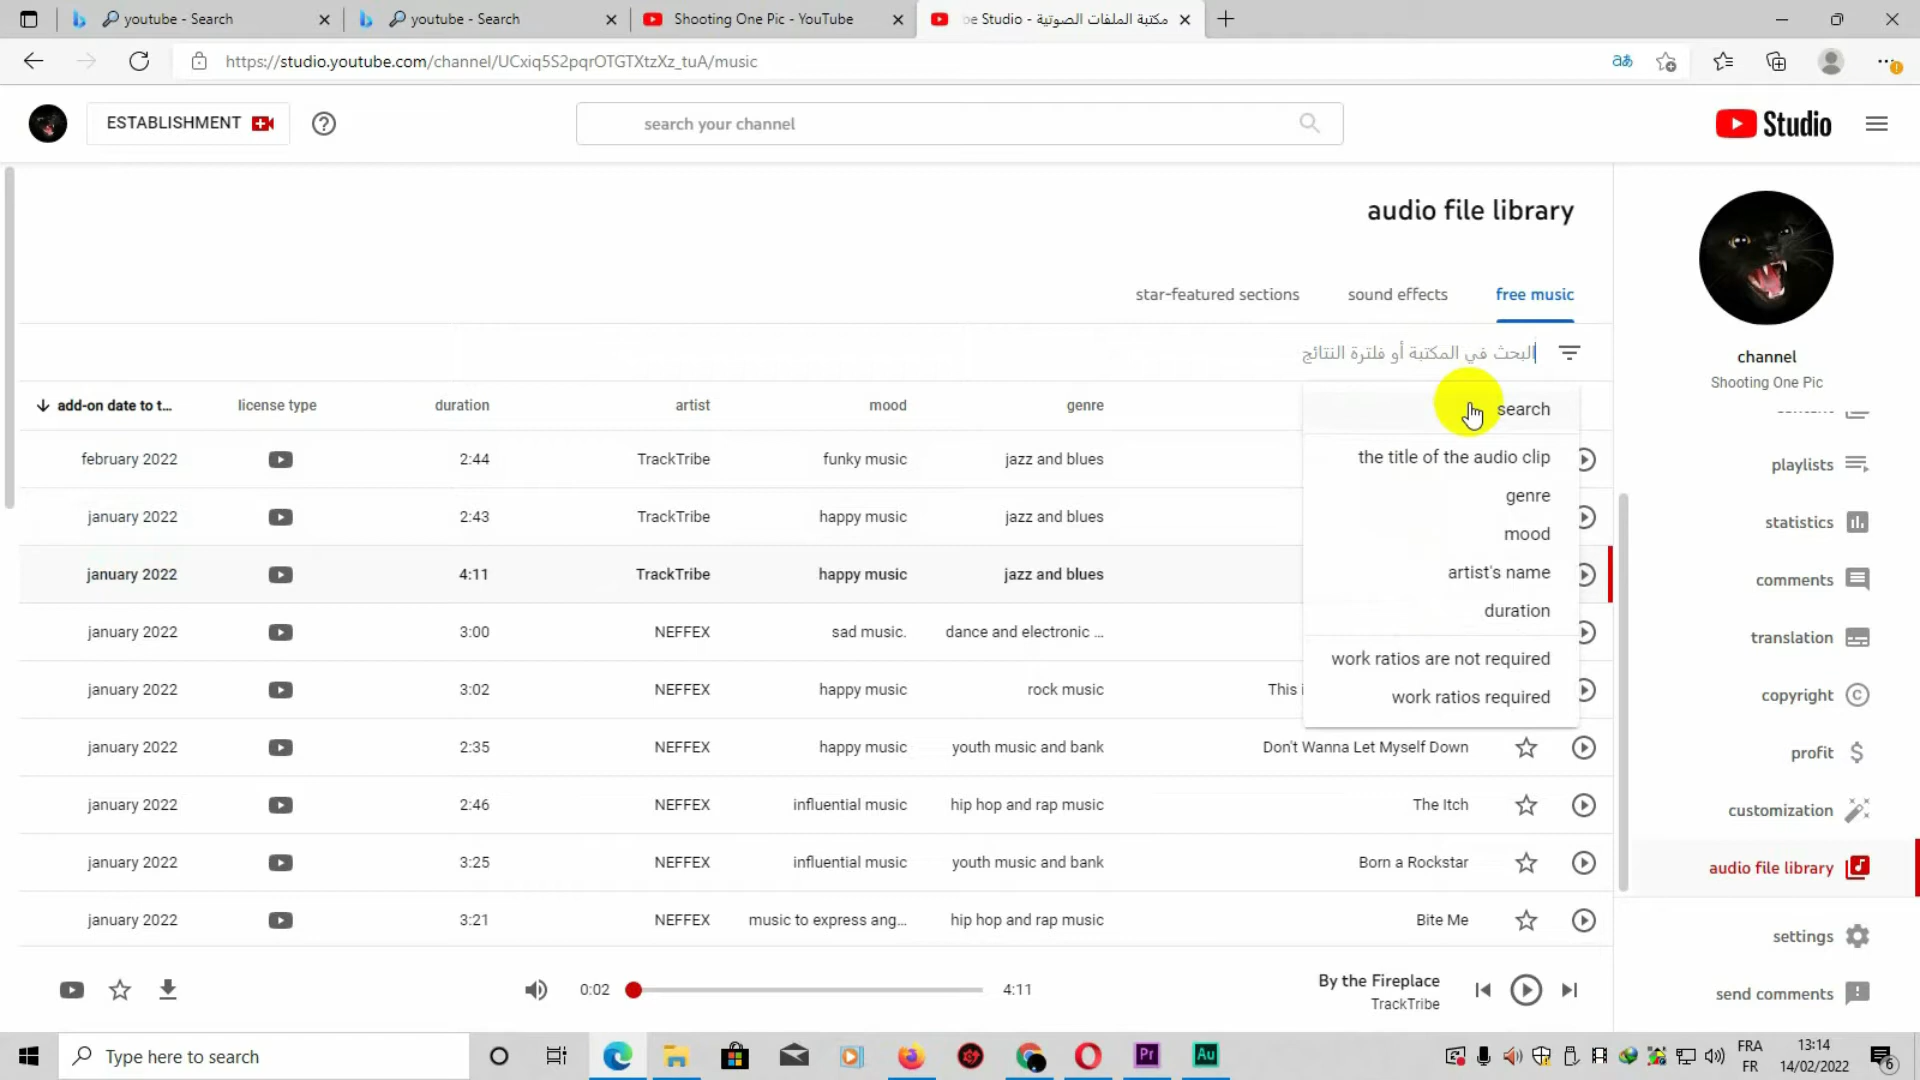 youtube - Search
youtube - Search
Shooting One Pic - YouTube
be Studio - مكتبة الملفات الصوتية
https://studio.youtube.com/channel/UCxiq5S2pqrOTGTXtzXz_tuA/music
ESTABLISHMENT
search your channel
Studio
audio file library
star-featured sections
sound effects
free music
البحث في المكتبة أو فلترة النتائج
add-on date to t...
license type
duration
artist
mood
genre
search
the title of the audio clip
genre
mood
artist's name
duration
work ratios are not required
work ratios required
february 2022 2:44 TrackTribe funky music jazz and blues
january 2022 2:43 TrackTribe happy music jazz and blues
january 2022 4:11 TrackTribe happy music jazz and blues
january 2022 3:00 NEFFEX sad music. dance and electronic ...
january 2022 3:02 NEFFEX happy music rock music This
january 2022 2:35 NEFFEX happy music youth music and bank Don't Wanna Let Myself Down
january 2022 2:46 NEFFEX influential music hip hop and rap music The Itch
january 2022 3:25 NEFFEX influential music youth music and bank Born a Rockstar
january 2022 3:21 NEFFEX music to express ang... hip hop and rap music Bite Me
channel
Shooting One Pic
playlists
statistics
comments
translation
copyright
profit
customization
audio file library
settings
send comments
0:02
4:11
By the Fireplace
TrackTribe
Type here to search
Pr
Au
FRA
FR
13:14
14/02/2022
6